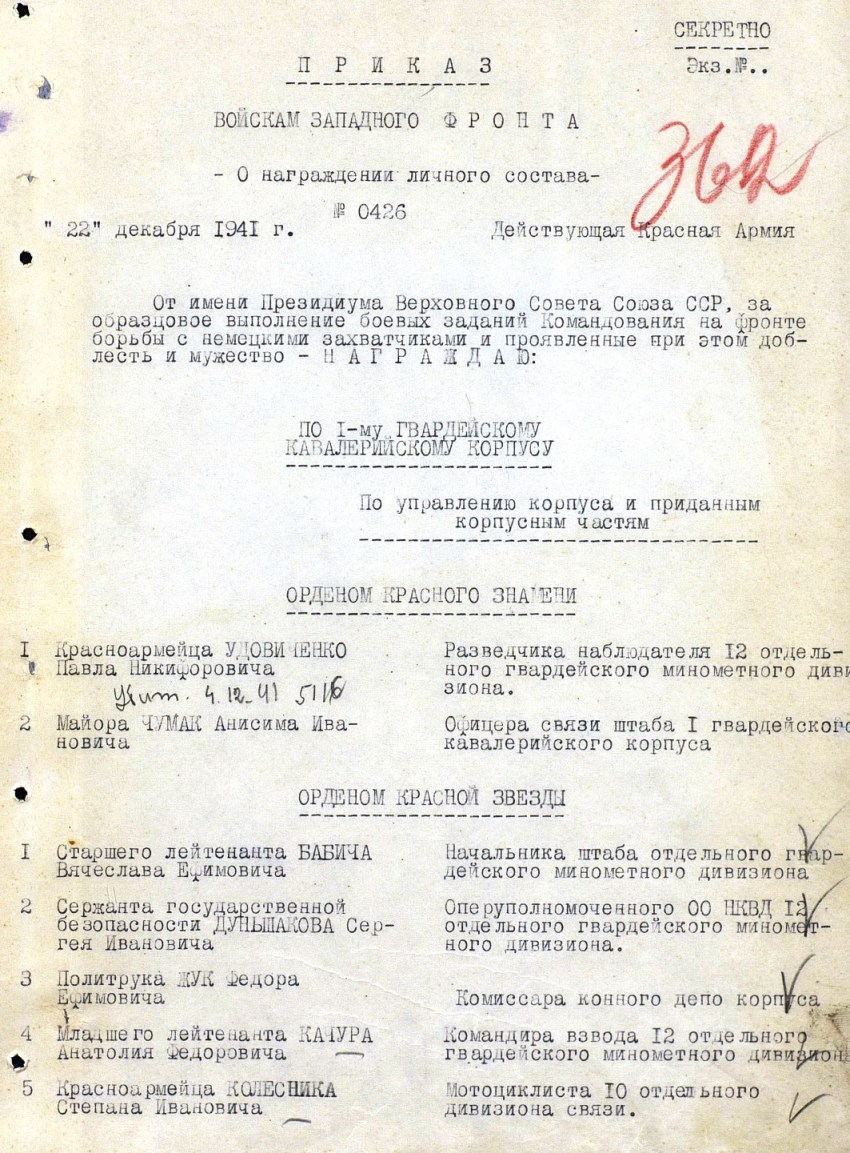 СЕКРЕТНО
Экз.№..
П Р И К А З
ВОЙСКАМ ЗАПАДНОГО Ф Р О Н Т А
- О награждении личного состава-
№ 0426
362
" 22" декабря 1941 г. Действующая Красная Армия
От имени Президиума Верховного Совета Союза ССР, за
образцовое выполнение боевых заданий Командования на фронте
борьбы с немецкими захватчиками и проявленные при этом доб-
лесть и мужество - Н А Г Р А Ж Д А Ю:
ПО I-му ГВАРДЕЙСКОМУ
КАВАЛЕРИЙСКОМУ КОРПУСУ
По управлению корпуса и приданным
корпусным частям
ОРДЕНОМ КРАСНОГО ЗНАМЕНИ
I Красноармейца УДОВИЧЕНКО Разведчика наблюдателя I2 отдель-
Павла Никифоровича ного гвардейского минометного диви
зиона.
4.12.41
2 Майора ЧУМАК Анисима Ива- Офицера связи штаба I гвардейского
новича кавалерийского корпуса
ОРДЕНОМ КРАСНОЙ ЗВЕЗДЫ
I Старшего лейтенанта БАБИЧА Начальника штаба отдельного гвар-
Вячеслава Ефимовича дейского минометного дивизиона
2 Сержанта государственной Оперуполномоченного ОО НКВД I2
безопасности ДУНЬШАКОВА Сер- отдельного гвардейского миномет-
гея Ивановича ного дивизиона.
3 Политрука ЖУК Федора
Ефимовича Комиссара конного депо корпуса
4 Младшего лейтенанта КАЧУРА Командира взвода I2 отдельного
Анатолия Федоровича гвардейского минометного дивизион
5 Красноармейца КОЛЕСНИКА Мотоциклиста IO отдельного
Степана Ивановича дивизиона связи.